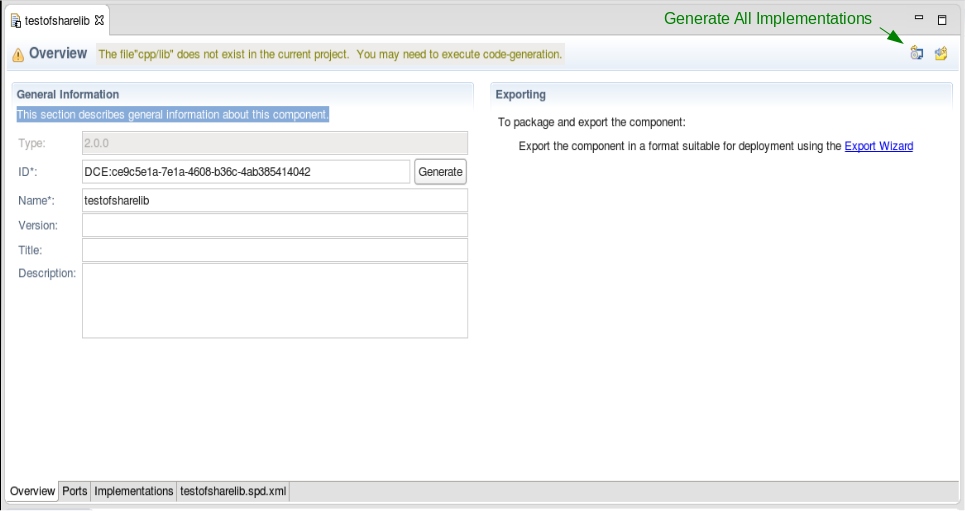 testofsharelib
Generate All Implementations
Overview
The file"cpp/lib" does not exist in the current project. You may need to execute code-generation.
General Information
This section describes general information about this component.
Type:
2.0.0
ID*:
DCE:ce9c5e1a-7e1a-4608-b36c-4ab385414042
Generate
Name*:
testofsharelib
Version:
Title:
Description:
Exporting
To package and export the component:
Export the component in a format suitable for deployment using the Export Wizard
Overview Ports Implementations testofsharelib.spd.xml